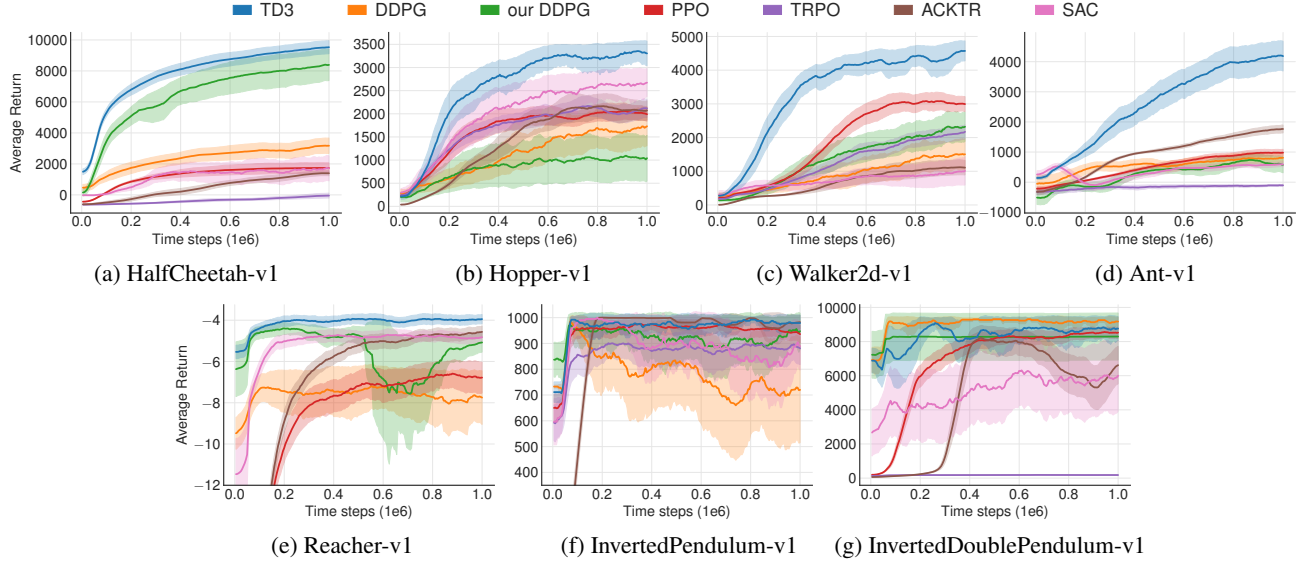 TD3 DDPG our DDPG PPO TRPO ACKTR SAC
Average Return
10000
8000
6000
4000
2000
0
0.0 0.2 0.4 0.6 0.8 1.0
Time steps (1e6)
(a) HalfCheetah-v1
3500
3000
2500
2000
1500
1000
500
0
0.0 0.2 0.4 0.6 0.8 1.0
Time steps (1e6)
(b) Hopper-v1
5000
4000
3000
2000
1000
0
0.0 0.2 0.4 0.6 0.8 1.0
Time steps (1e6)
(c) Walker2d-v1
4000
3000
2000
1000
0
−1000
0.0 0.2 0.4 0.6 0.8 1.0
Time steps (1e6)
(d) Ant-v1
Average Return
−4
−6
−8
−10
−12
0.0 0.2 0.4 0.6 0.8 1.0
Time steps (1e6)
(e) Reacher-v1
1000
900
800
700
600
500
400
0.0 0.2 0.4 0.6 0.8 1.0
Time steps (1e6)
(f) InvertedPendulum-v1
10000
8000
6000
4000
2000
0
0.0 0.2 0.4 0.6 0.8 1.0
Time steps (1e6)
(g) InvertedDoublePendulum-v1